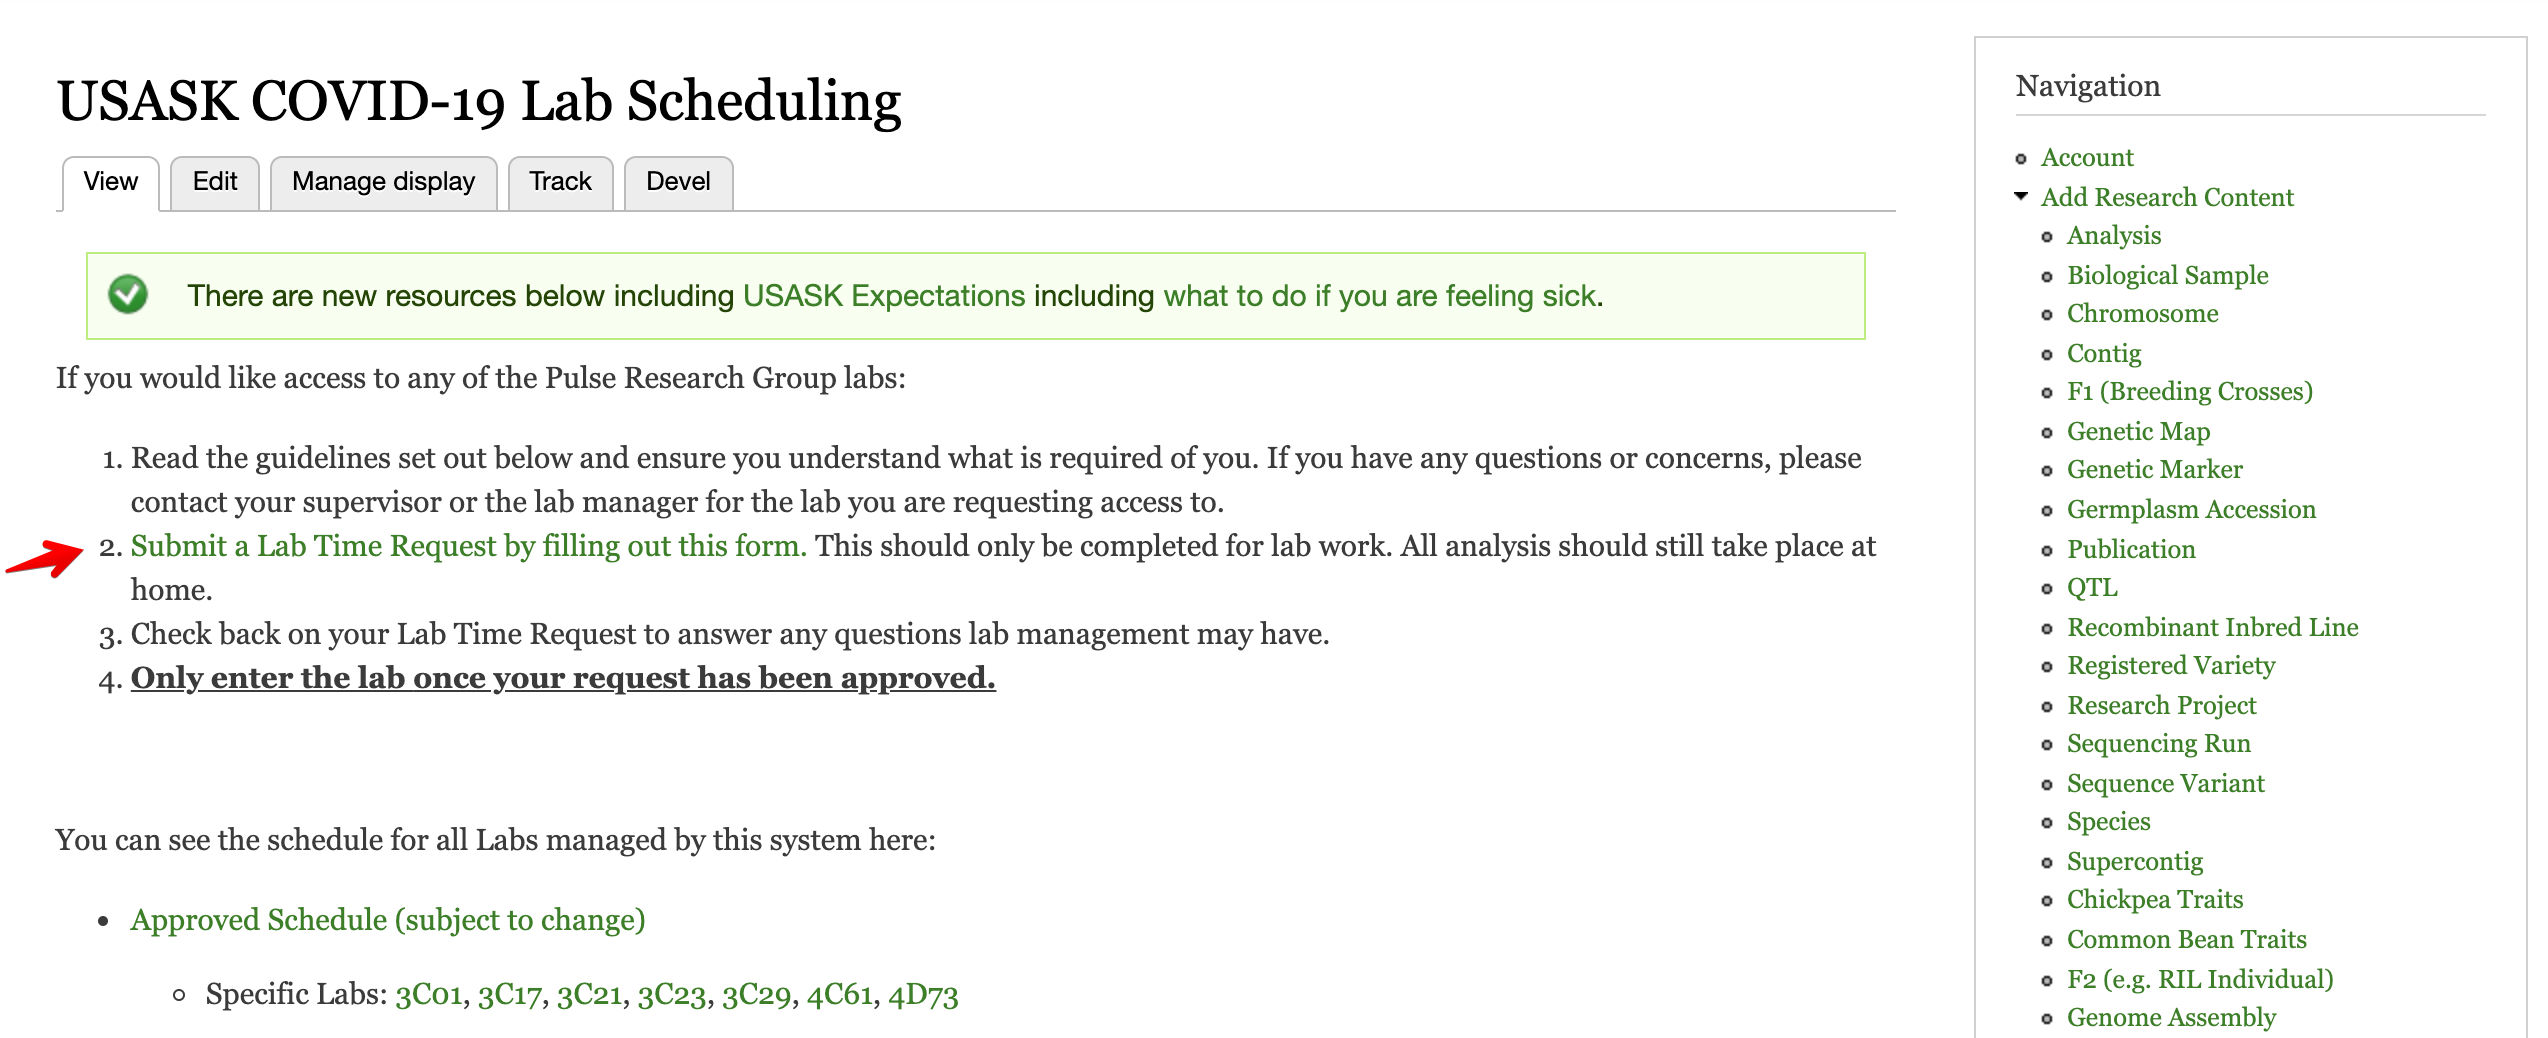 USASK COVID-19 Lab Scheduling
View
Edit
Manage display
Track
Devel
There are new resources below including USASK Expectations including what to do if you are feeling sick.
If you would like access to any of the Pulse Research Group labs:
1. Read the guidelines set out below and ensure you understand what is required of you. If you have any questions or concerns, please
contact your supervisor or the lab manager for the lab you are requesting access to.
2. Submit a Lab Time Request by filling out this form. This should only be completed for lab work. All analysis should still take place at
home.
3. Check back on your Lab Time Request to answer any questions lab management may have.
4. Only enter the lab once your request has been approved.
You can see the schedule for all Labs managed by this system here:
Approved Schedule (subject to change)
Specific Labs: 3C01, 3C17, 3C21, 3C23, 3C29, 4C61, 4D73
Navigation
Account
Add Research Content
Analysis
Biological Sample
Chromosome
Contig
F1 (Breeding Crosses)
Genetic Map
Genetic Marker
Germplasm Accession
Publication
QTL
Recombinant Inbred Line
Registered Variety
Research Project
Sequencing Run
Sequence Variant
Species
Supercontig
Chickpea Traits
Common Bean Traits
F2 (e.g. RIL Individual)
Genome Assembly